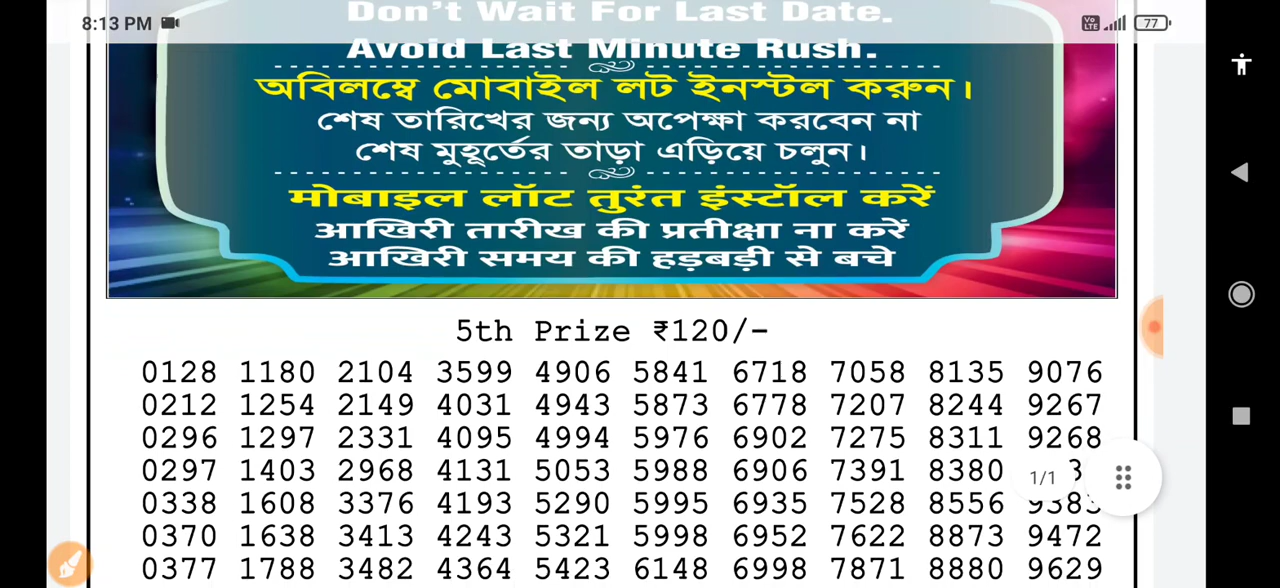 8:13 PM
Vo LTE 77
Don't Wait For Last Date.
Avoid Last Minute Rush.
অবিলম্বে মোবাইল লট ইনস্টল করুন।
শেষ তারিখের জন্য অপেক্ষা করবেন না
শেষ মুহূর্তের তাড়া এড়িয়ে চলুন।
मोबाइल लॉट तुरंत इंस्टॉल करें
आखिरी तारीख की प्रतीक्षा ना करें
आखिरी समय की हड़बड़ी से बचे
5th Prize ₹120/-
0128 1180 2104 3599 4906 5841 6718 7058 8135 9076
0212 1254 2149 4031 4943 5873 6778 7207 8244 9267
0296 1297 2331 4095 4994 5976 6902 7275 8311 9268
0297 1403 2968 4131 5053 5988 6906 7391 8380
1/1
0338 1608 3376 4193 5290 5995 6935 7528 8556
0370 1638 3413 4243 5321 5998 6952 7622 8873 9472
0377 1788 3482 4364 5423 6148 6998 7871 8880 9629